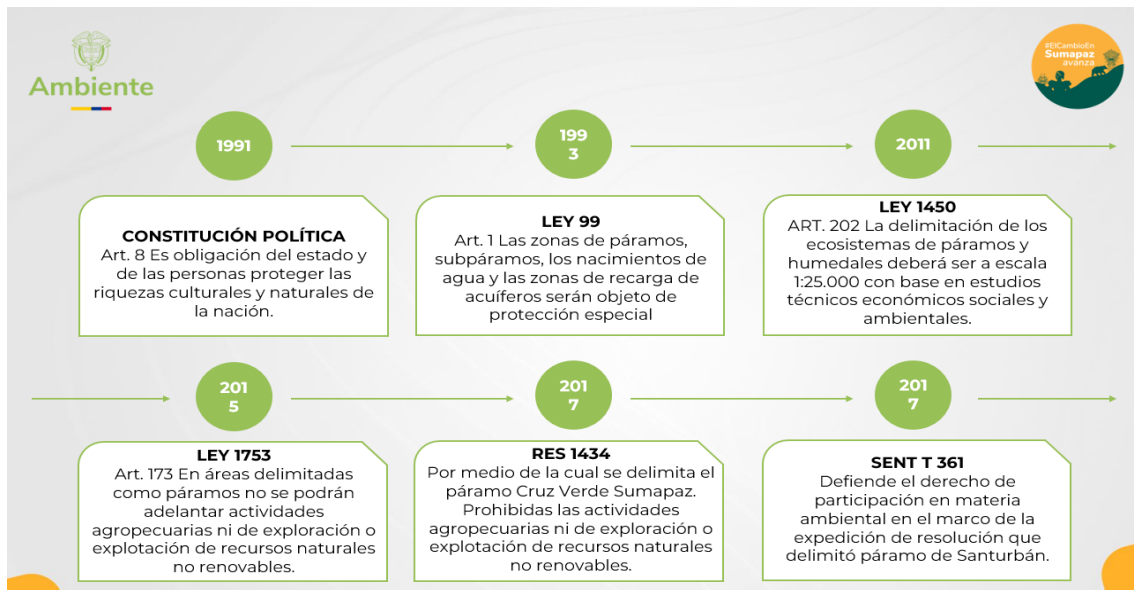 Ambiente
#ElCambioEn
Sumapaz
avanza
1991
199
3
2011
CONSTITUCIÓN POLÍTICA
Art. 8 Es obligación del estado y
de las personas proteger las
riquezas culturales y naturales de
la nación.
LEY 99
Art. 1 Las zonas de páramos,
subpáramos, los nacimientos de
agua y las zonas de recarga de
acuíferos serán objeto de
protección especial
LEY 1450
ART. 202 La delimitación de los
ecosistemas de páramos y
humedales deberá ser a escala
1:25.000 con base en estudios
técnicos económicos sociales y
ambientales.
201
5
201
7
201
7
LEY 1753
Art. 173 En áreas delimitadas
como páramos no se podrán
adelantar actividades
agropecuarias ni de exploración o
explotación de recursos naturales
no renovables.
RES 1434
Por medio de la cual se delimita el
páramo Cruz Verde Sumapaz.
Prohibidas las actividades
agropecuarias ni de exploración o
explotación de recursos naturales
no renovables.
SENT T 361
Defiende el derecho de
participación en materia
ambiental en el marco de la
expedición de resolución que
delimitó páramo de Santurbán.